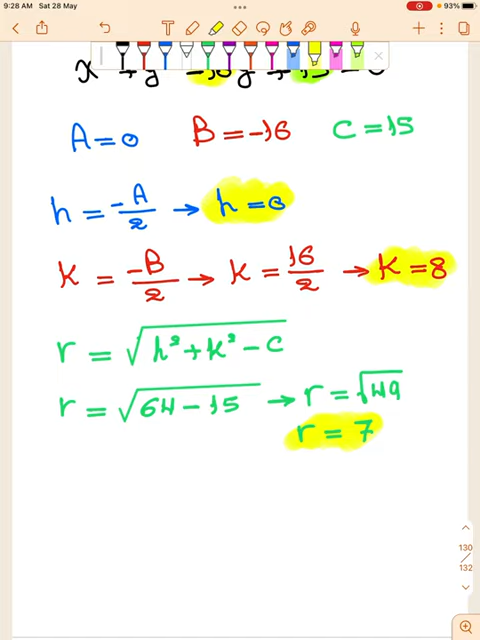 9:28 AM Sat 28 May
93%
A = 0 B = -16 C = 15
h = -A/2 → h = 0
K = -B/2 → K = 16/2 → K = 8
r = √(h² + K² - C)
r = √(64 - 15) → r = √49
r = 7
130
/
132